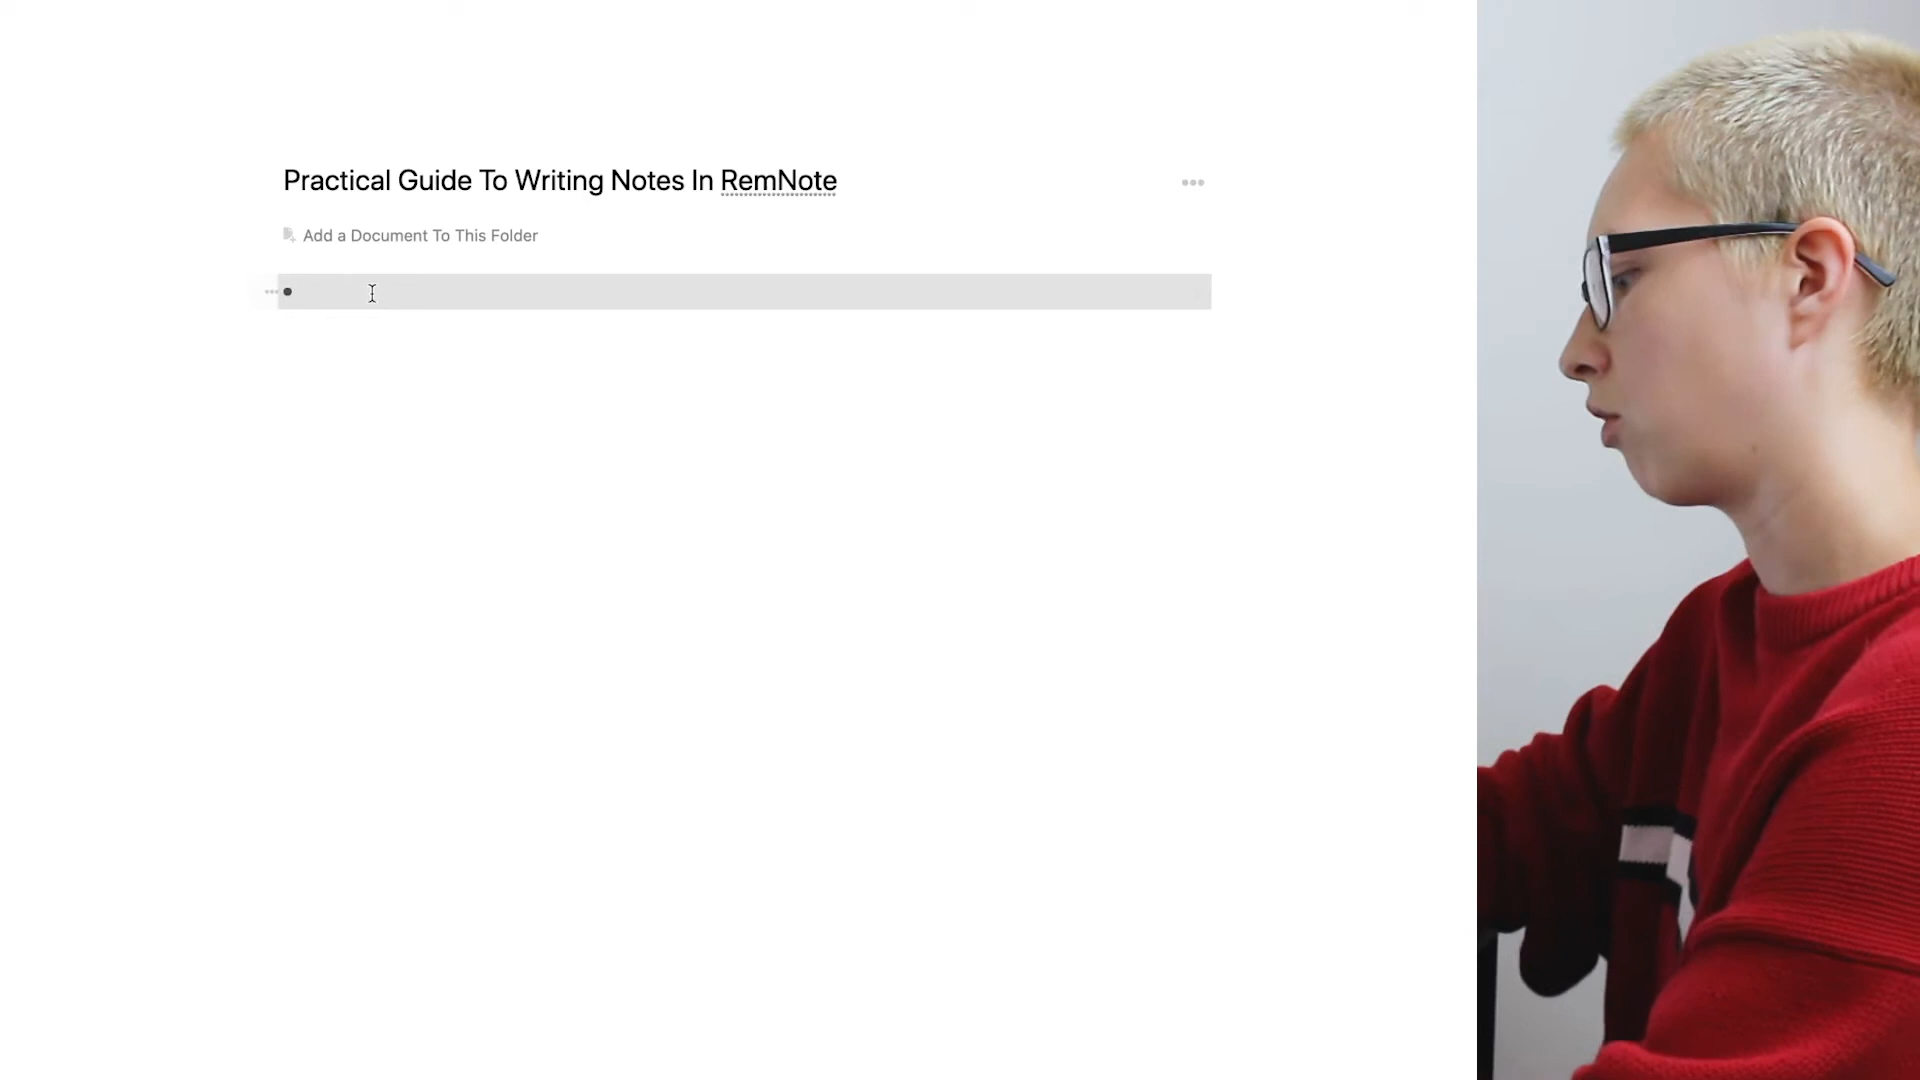 Practical Guide To Writing Notes In RemNote
Add a Document To This Folder